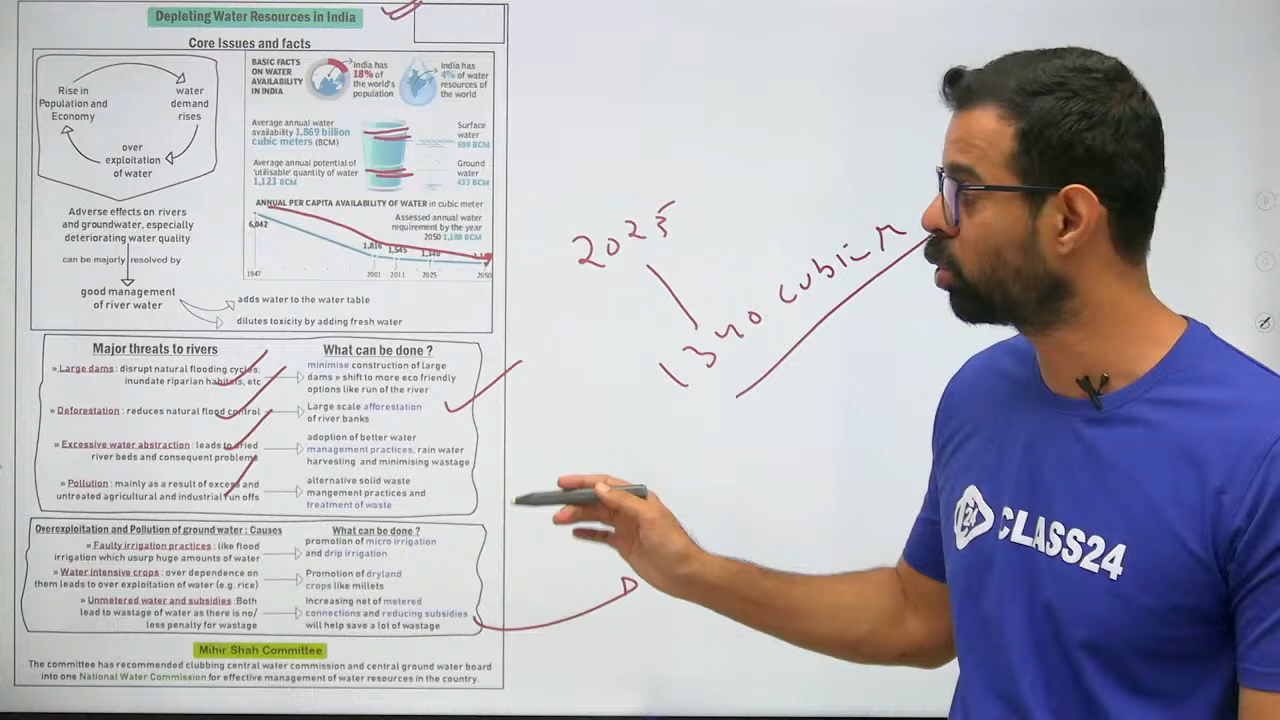 Depleting Water Resources in India
Core Issues and facts
Rise in
Population and
Economy
water
demand
rises
over
exploitation
of water
Adverse effects on rivers
and groundwater, especially
deteriorating water quality
can be majorly resolved by
good management
of river water
adds water to the water table
dilutes toxicity by adding fresh water
BASIC FACTS
ON WATER
AVAILABILITY
IN INDIA
India has
18% of
the world's
population
India has
4% of water
resources of
the world
Average annual water
availability 1,869 billion
cubic meters (BCM)
Surface
water
690 BCM
Average annual potential of
'utilisable' quantity of water
1,123 BCM
Ground
water
433 BCM
ANNUAL PER CAPITA AVAILABILITY OF WATER in cubic meter
6,042
Assessed annual water
requirement by the year
2050 1,180 BCM
1,816
1,545
1,340
1947
2001
2011
2025
2050
Major threats to rivers
What can be done ?
» Large dams: disrupt natural flooding cycles,
inundate riparian habitats, etc
minimise construction of large
dams » shift to more eco friendly
options like run of the river
» Deforestation : reduces natural flood control
Large scale afforestation
of river banks
» Excessive water abstraction : leads to dried
river beds and consequent problems
adoption of better water
management practices, rain water
harvesting and minimising wastage
» Pollution : mainly as a result of excess and
untreated agricultural and industrial run offs
alternative solid waste
mangement practices and
treatment of waste
Overexploitation and Pollution of ground water : Causes
What can be done ?
» Faulty irrigation practices : like flood
irrigation which usurp huge amounts of water
promotion of micro irrigation
and drip irrigation
» Water intensive crops : over dependence on
them leads to over exploitation of water (e.g. rice)
Promotion of dryland
crops like millets
» Unmetered water and subsidies : Both
lead to wastage of water as there is no/
less penalty for wastage
Increasing net of metered
connections and reducing subsidies
will help save a lot of wastage
Mihir Shah Committee
The committee has recommended clubbing central water commission and central ground water board
into one National Water Commission for effective management of water resources in the country.
2025
1340 cubic m
24
CLASS24